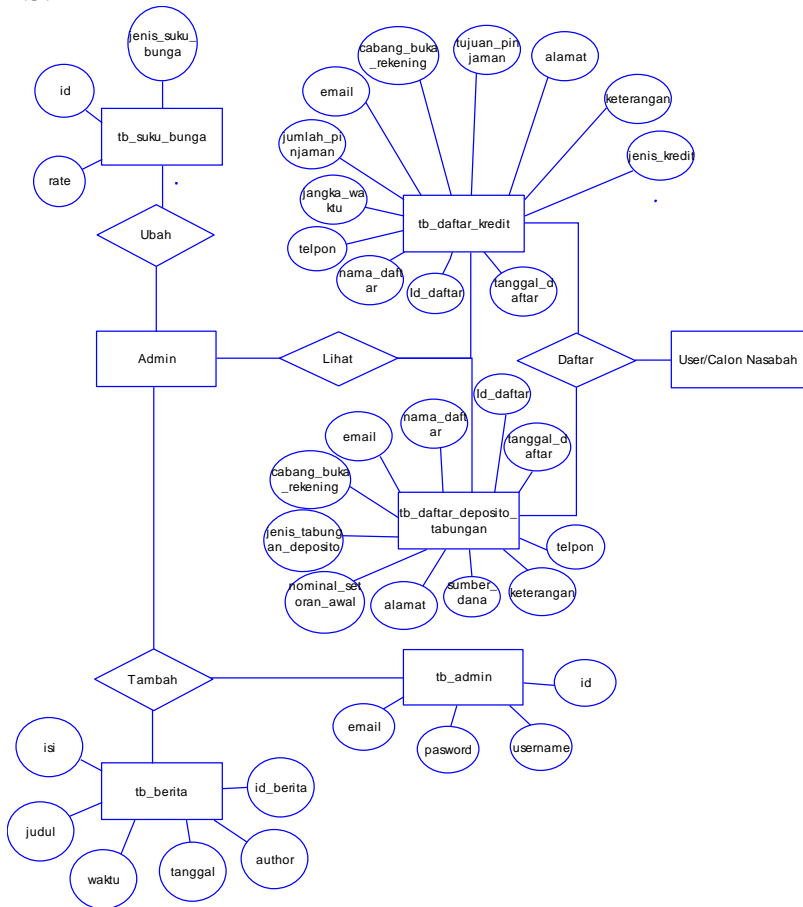 jenis_suku_
bunga
id
tb_suku_bunga
rate
Ubah
cabang_buka
_rekening
tujuan_pin
jaman
alamat
email
keterangan
jumlah_pi
njaman
jenis_kredit
jangka_wa
ktu
tb_daftar_kredit
telpon
nama_daft
ar
Id_daftar
tanggal_d
aftar
Admin
Lihat
Daftar
User/Calon Nasabah
Id_daftar
nama_daft
ar
email
tanggal_d
aftar
cabang_buka
_rekening
tb_daftar_deposito_
tabungan
jenis_tabung
an_deposito
telpon
nominal_set
oran_awal
alamat
sumber_
dana
keterangan
Tambah
tb_admin
id
email
pasword
username
isi
tb_berita
id_berita
judul
waktu
tanggal
author